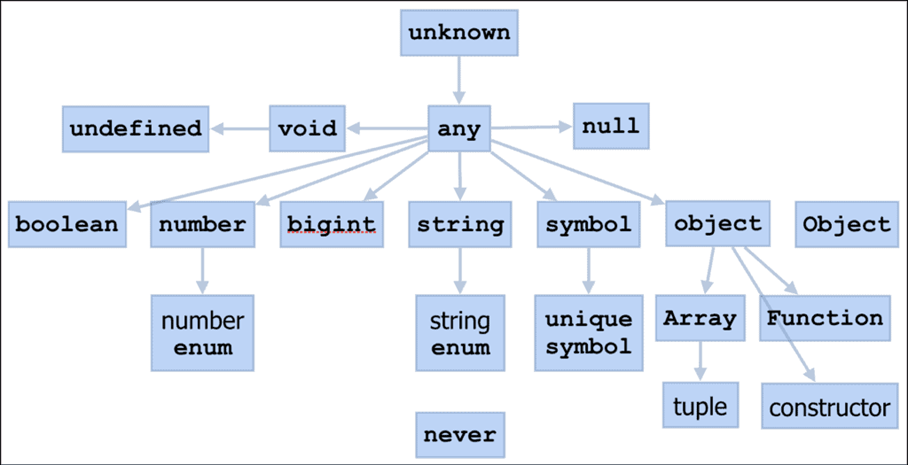 unknown
undefined
void
any
null
boolean
number
bigint
string
symbol
object
Object
number
enum
string
enum
unique
symbol
Array
Function
tuple
constructor
never